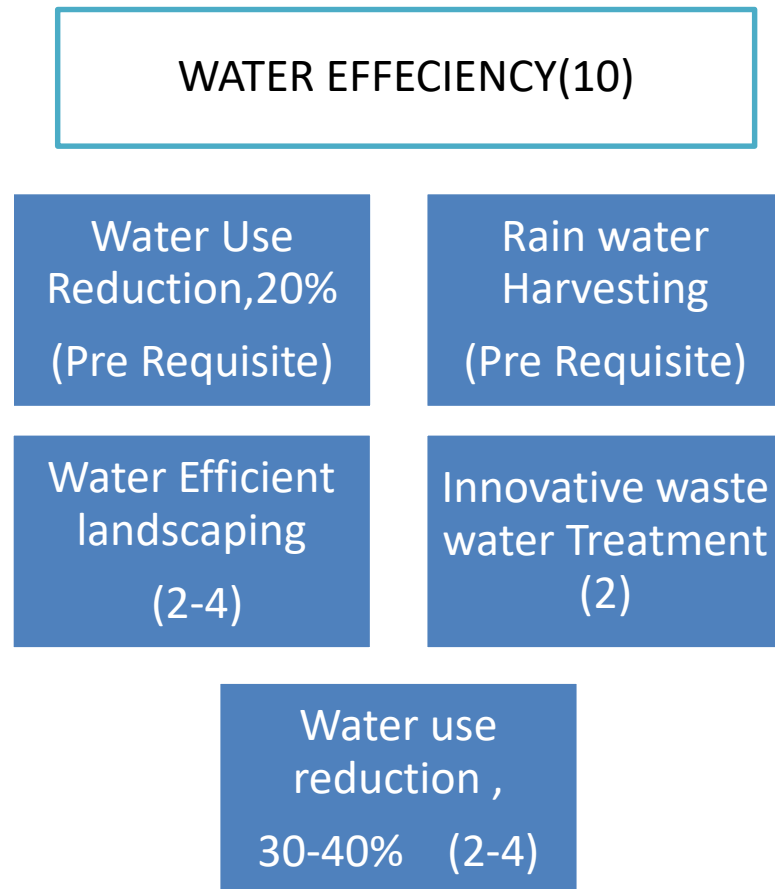 WATER EFFECIENCY(10)
Water Use
Reduction,20%
(Pre Requisite)
Rain water
Harvesting
(Pre Requisite)
Water Efficient
landscaping
(2-4)
Innovative waste
water Treatment
(2)
Water use
reduction ,
30-40% (2-4)